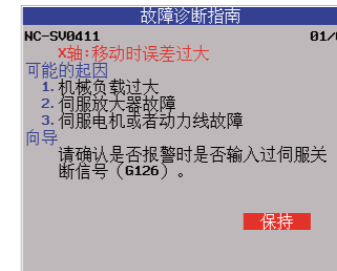 故障诊断指南
NC-SV0411 01/
X轴:移动时误差过大
可能的起因
1. 机械负载过大
2. 伺服放大器故障
3. 伺服电机或者动力线故障
向导
请确认是否报警时是否输入过伺服关
断信号（G126）。
保持